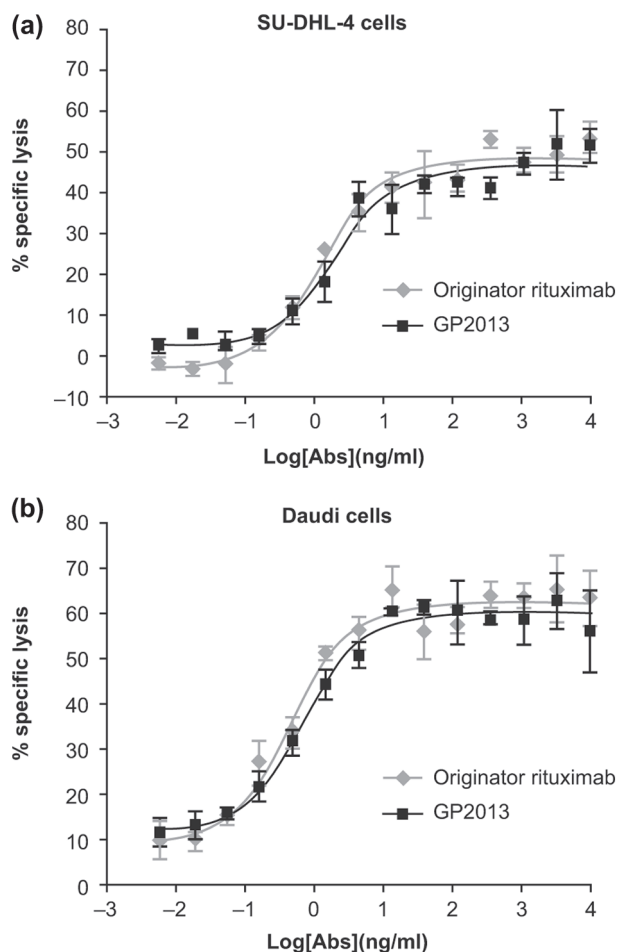 (a)
SU-DHL-4 cells
80
70
60
50
40
30
20
10
0
–10
% specific lysis
Originator rituximab
GP2013
–3 –2 –1 0 1 2 3 4
Log[Abs](ng/ml)
(b)
Daudi cells
80
70
60
50
40
30
20
10
0
% specific lysis
Originator rituximab
GP2013
–3 –2 –1 0 1 2 3 4
Log[Abs](ng/ml)